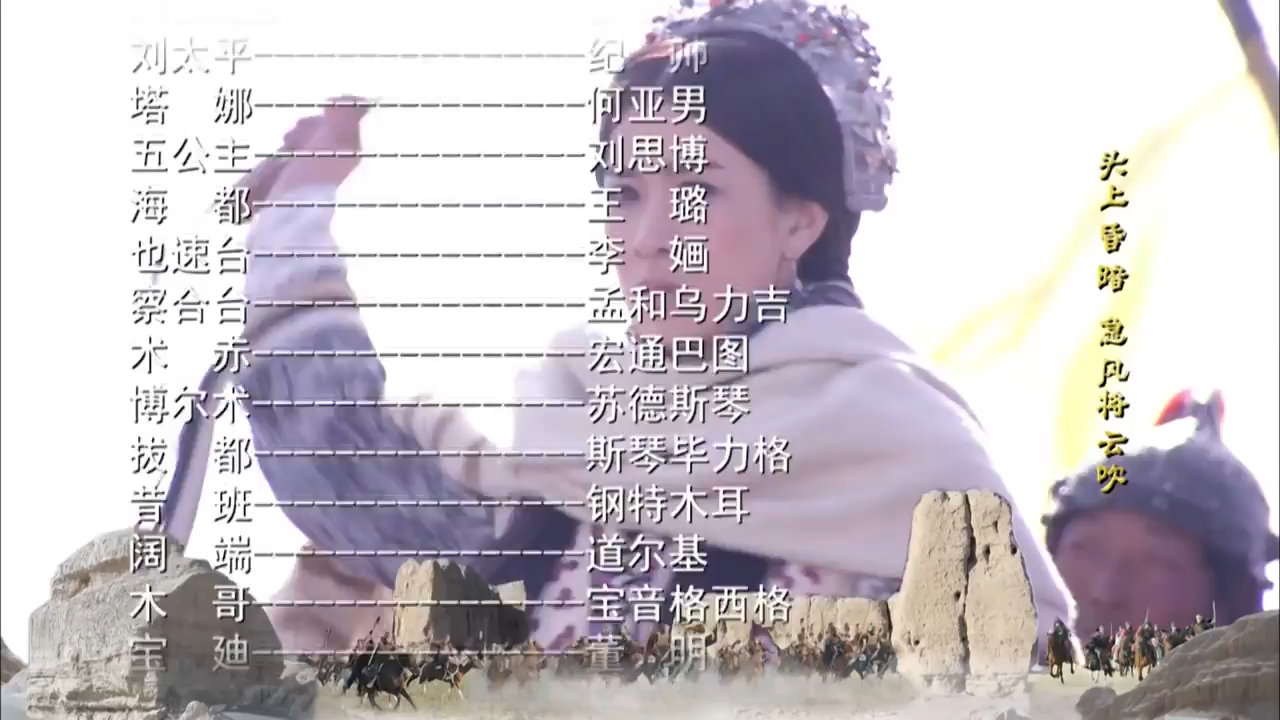 刘太平----------------纪　帅
塔　娜----------------何亚男
五公主----------------刘思博
海　都----------------王　璐
也速台----------------李　婳
察合台----------------孟和乌力吉
术　赤----------------宏通巴图
博尔术----------------苏德斯琴
拔　都----------------斯琴毕力格
昔　班----------------钢特木耳
阔　端----------------道尔基
木　哥----------------宝音格西格
宝　迪----------------董　明
头上昏暗 急风将云吹